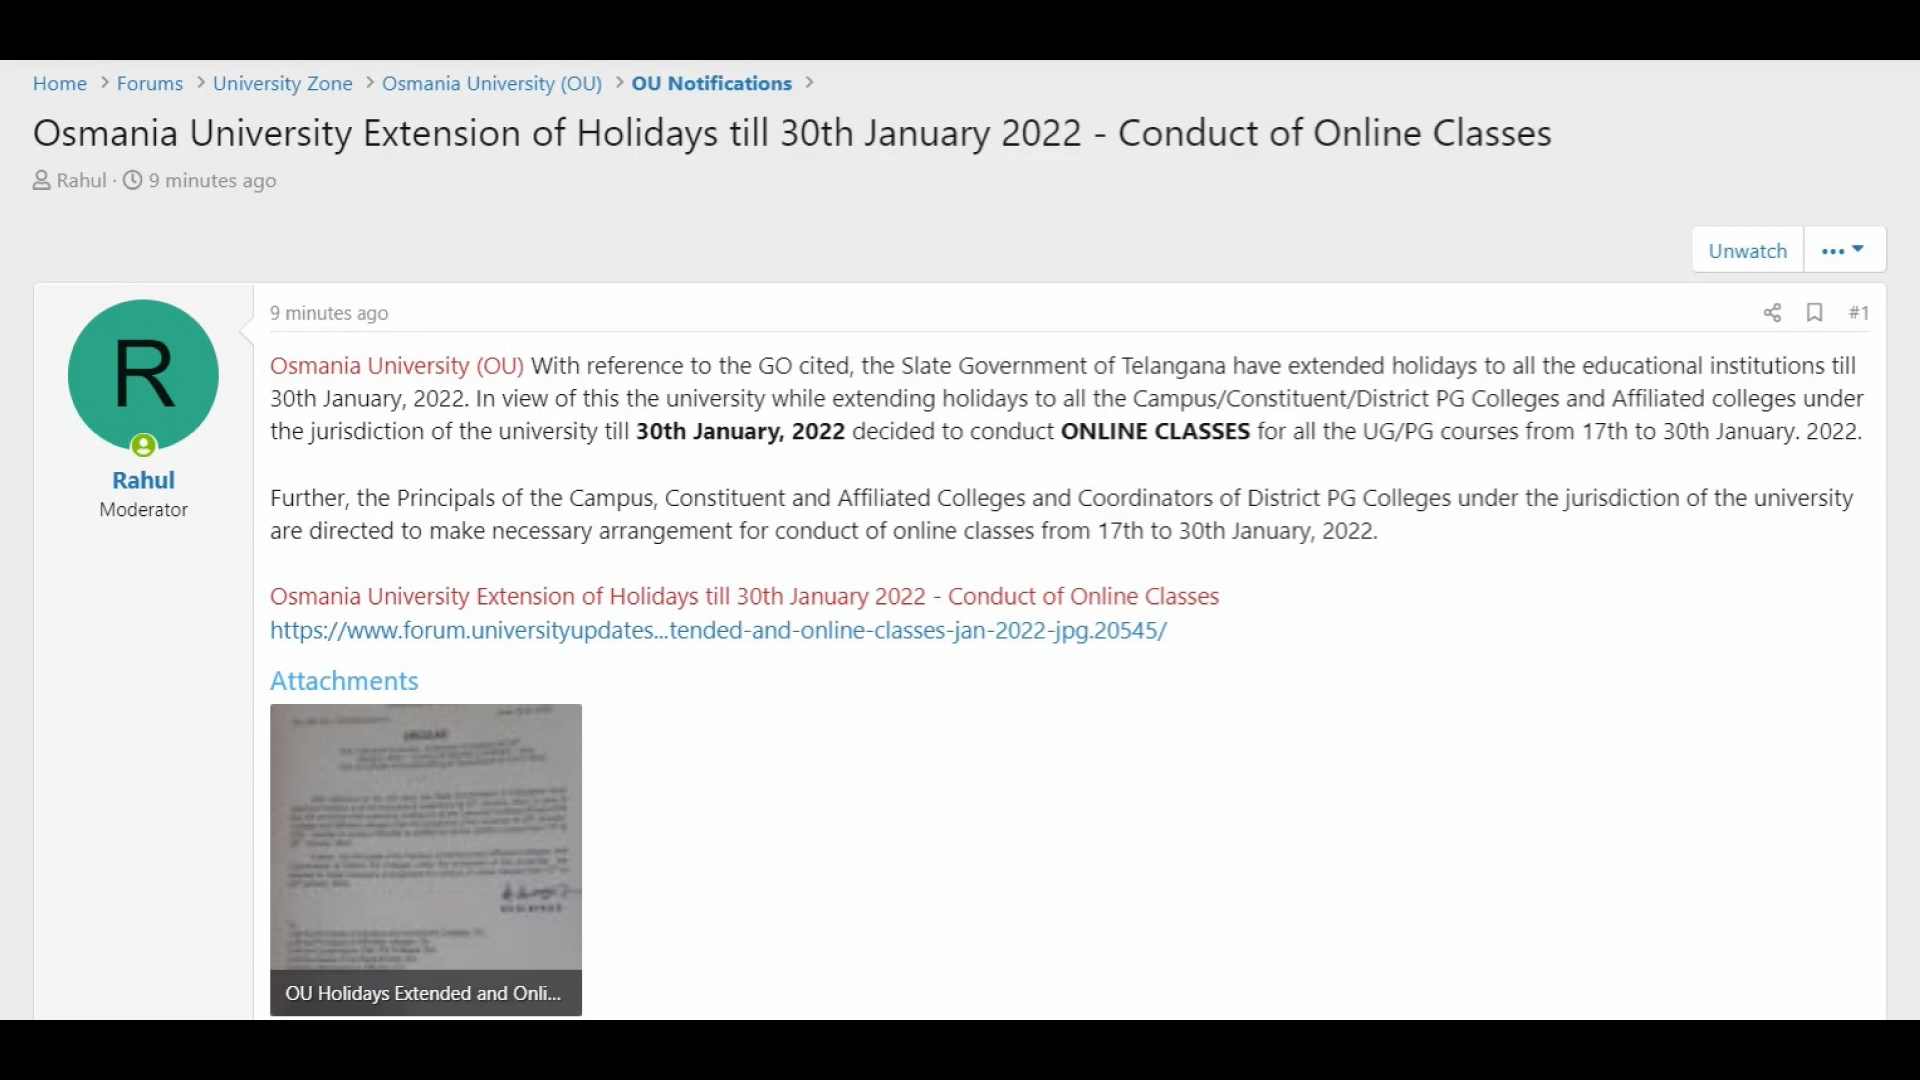 Home > Forums > University Zone > Osmania University (OU) > OU Notifications >
Osmania University Extension of Holidays till 30th January 2022 - Conduct of Online Classes
Rahul · 9 minutes ago
Unwatch
R
9 minutes ago
#1
Osmania University (OU) With reference to the GO cited, the Slate Government of Telangana have extended holidays to all the educational institutions till
30th January, 2022. In view of this the university while extending holidays to all the Campus/Constituent/District PG Colleges and Affiliated colleges under
the jurisdiction of the university till 30th January, 2022 decided to conduct ONLINE CLASSES for all the UG/PG courses from 17th to 30th January. 2022.
Rahul
Moderator
Further, the Principals of the Campus, Constituent and Affiliated Colleges and Coordinators of District PG Colleges under the jurisdiction of the university
are directed to make necessary arrangement for conduct of online classes from 17th to 30th January, 2022.
Osmania University Extension of Holidays till 30th January 2022 - Conduct of Online Classes
https://www.forum.universityupdates...tended-and-online-classes-jan-2022-jpg.20545/
Attachments
OU Holidays Extended and Onli...